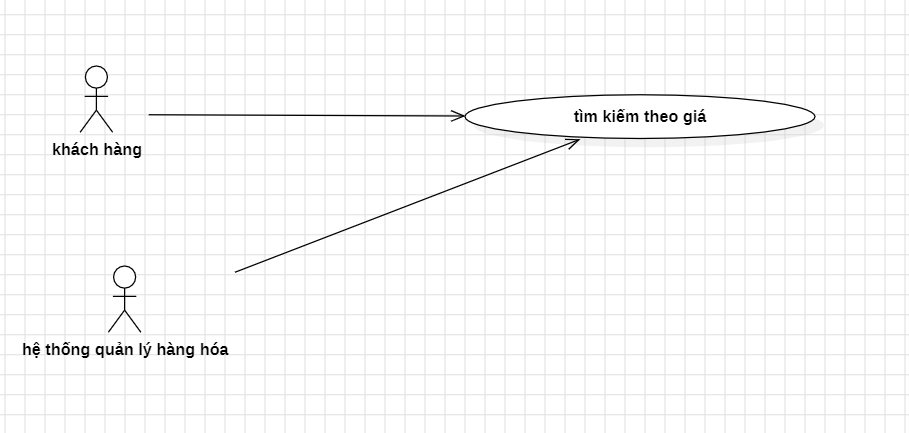 tìm kiếm theo giá
khách hàng
hệ thống quản lý hàng hóa